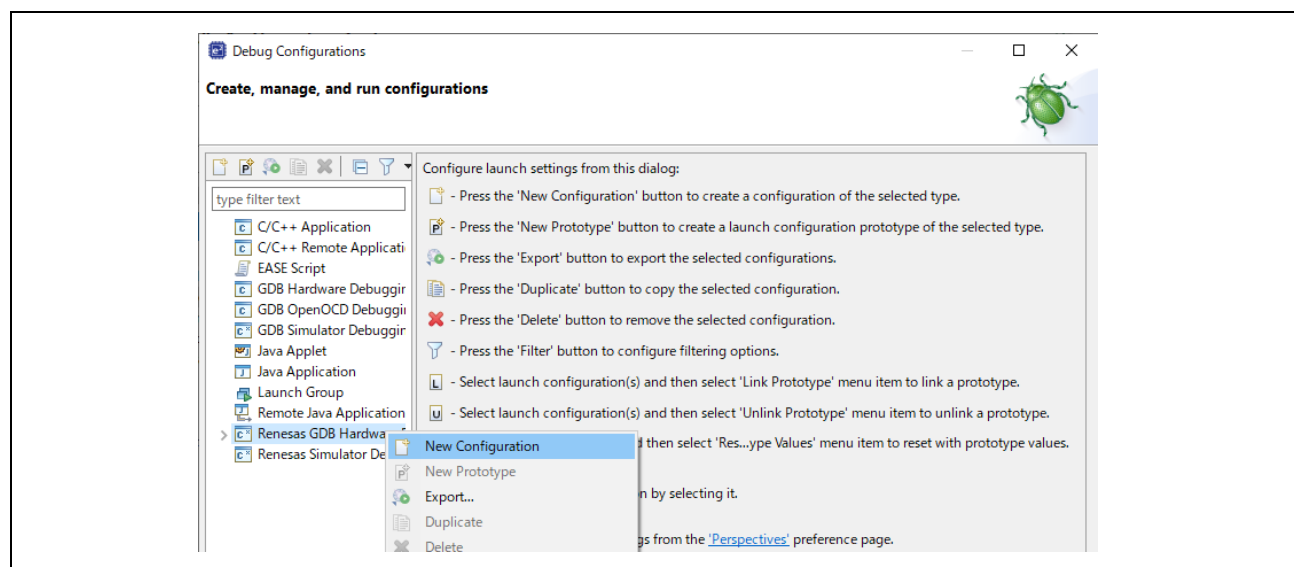 Debug Configurations
Create, manage, and run configurations
type filter text
C/C++ Application
C/C++ Remote Applicati
EASE Script
GDB Hardware Debuggir
GDB OpenOCD Debuggii
GDB Simulator Debuggir
Java Applet
Java Application
Launch Group
Remote Java Application
Renesas GDB Hardwa
Renesas Simulator De
Configure launch settings from this dialog:
- Press the 'New Configuration' button to create a configuration of the selected type.
- Press the 'New Prototype' button to create a launch configuration prototype of the selected type.
- Press the 'Export' button to export the selected configurations.
- Press the 'Duplicate' button to copy the selected configuration.
- Press the 'Delete' button to remove the selected configuration.
- Press the 'Filter' button to configure filtering options.
- Select launch configuration(s) and then select 'Link Prototype' menu item to link a prototype.
- Select launch configuration(s) and then select 'Unlink Prototype' menu item to unlink a prototype.
then select 'Res...ype Values' menu item to reset with prototype values.
by selecting it.
from the 'Perspectives' preference page.
New Configuration
New Prototype
Export...
Duplicate
Delete